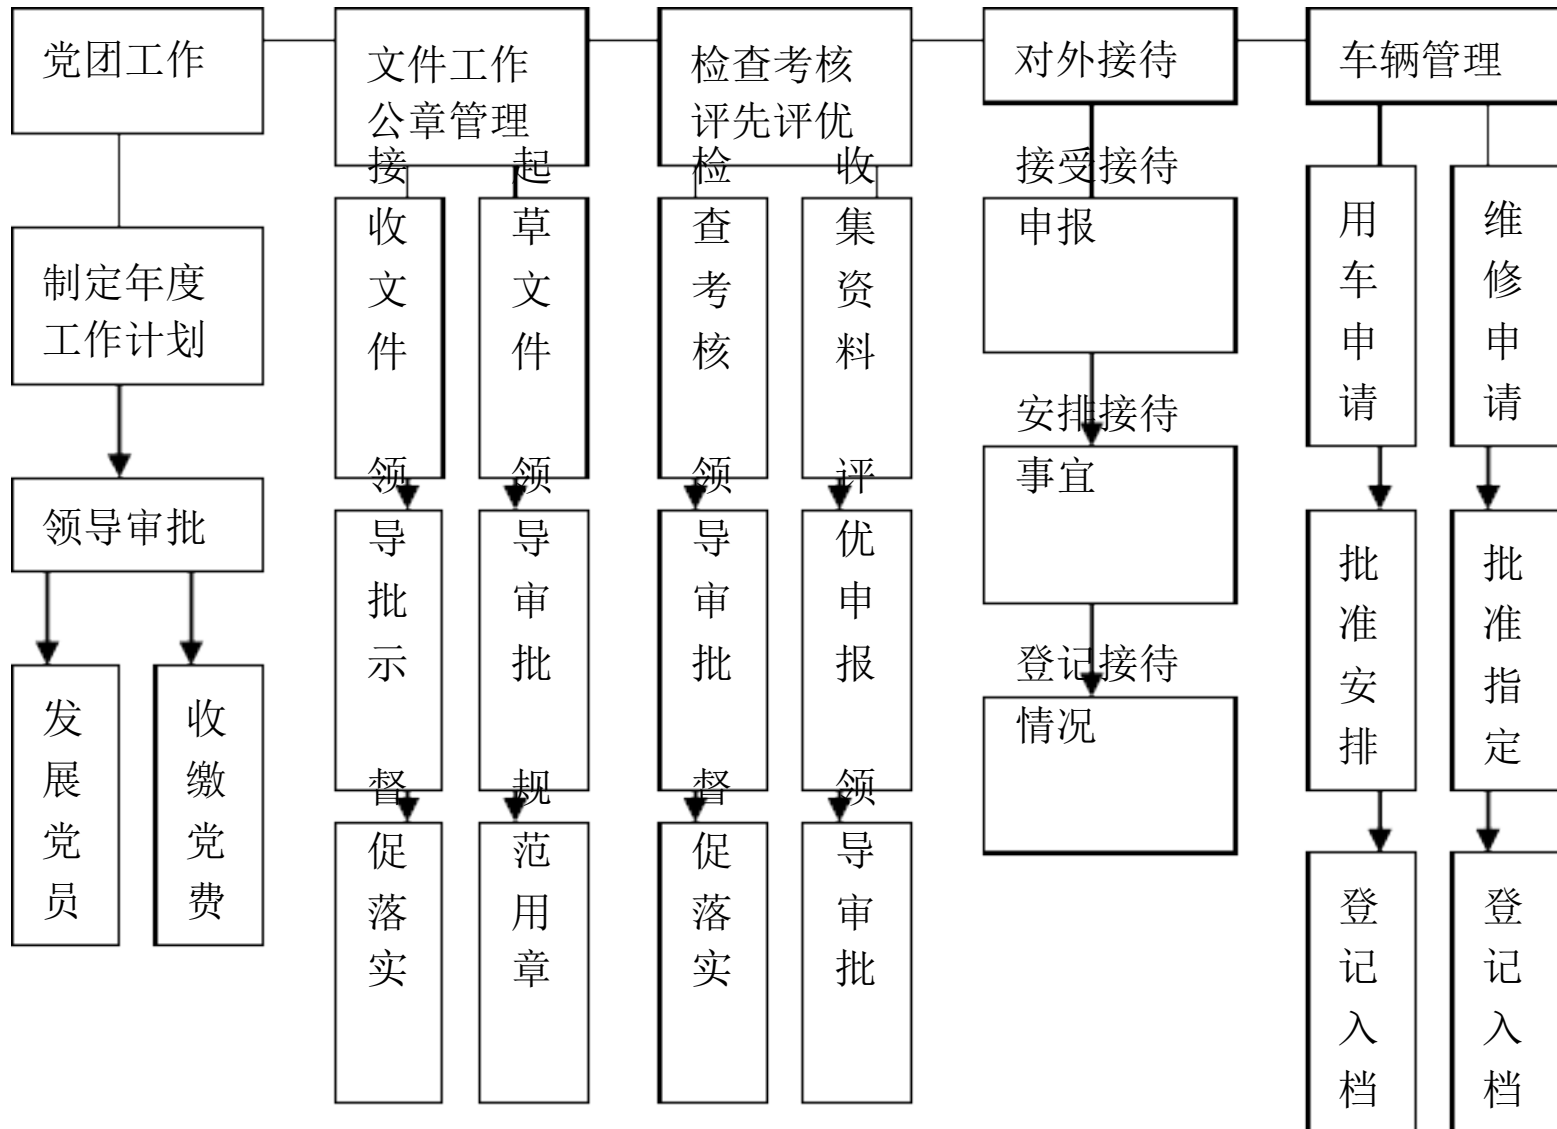 党团工作
文件工作
公章管理
检查考核
评先评优
对外接待
车辆管理
制定年度
工作计划
领导审批
发展党员
收缴党费
接收文件
领导批示
督促落实
起草文件
领导审批
规范用章
检查考核
领导审批
督促落实
收集资料
评优申报
领导审批
接受接待
申报
安排接待
事宜
登记接待
情况
用车申请
批准安排
登记入档
维修申请
批准指定
登记入档